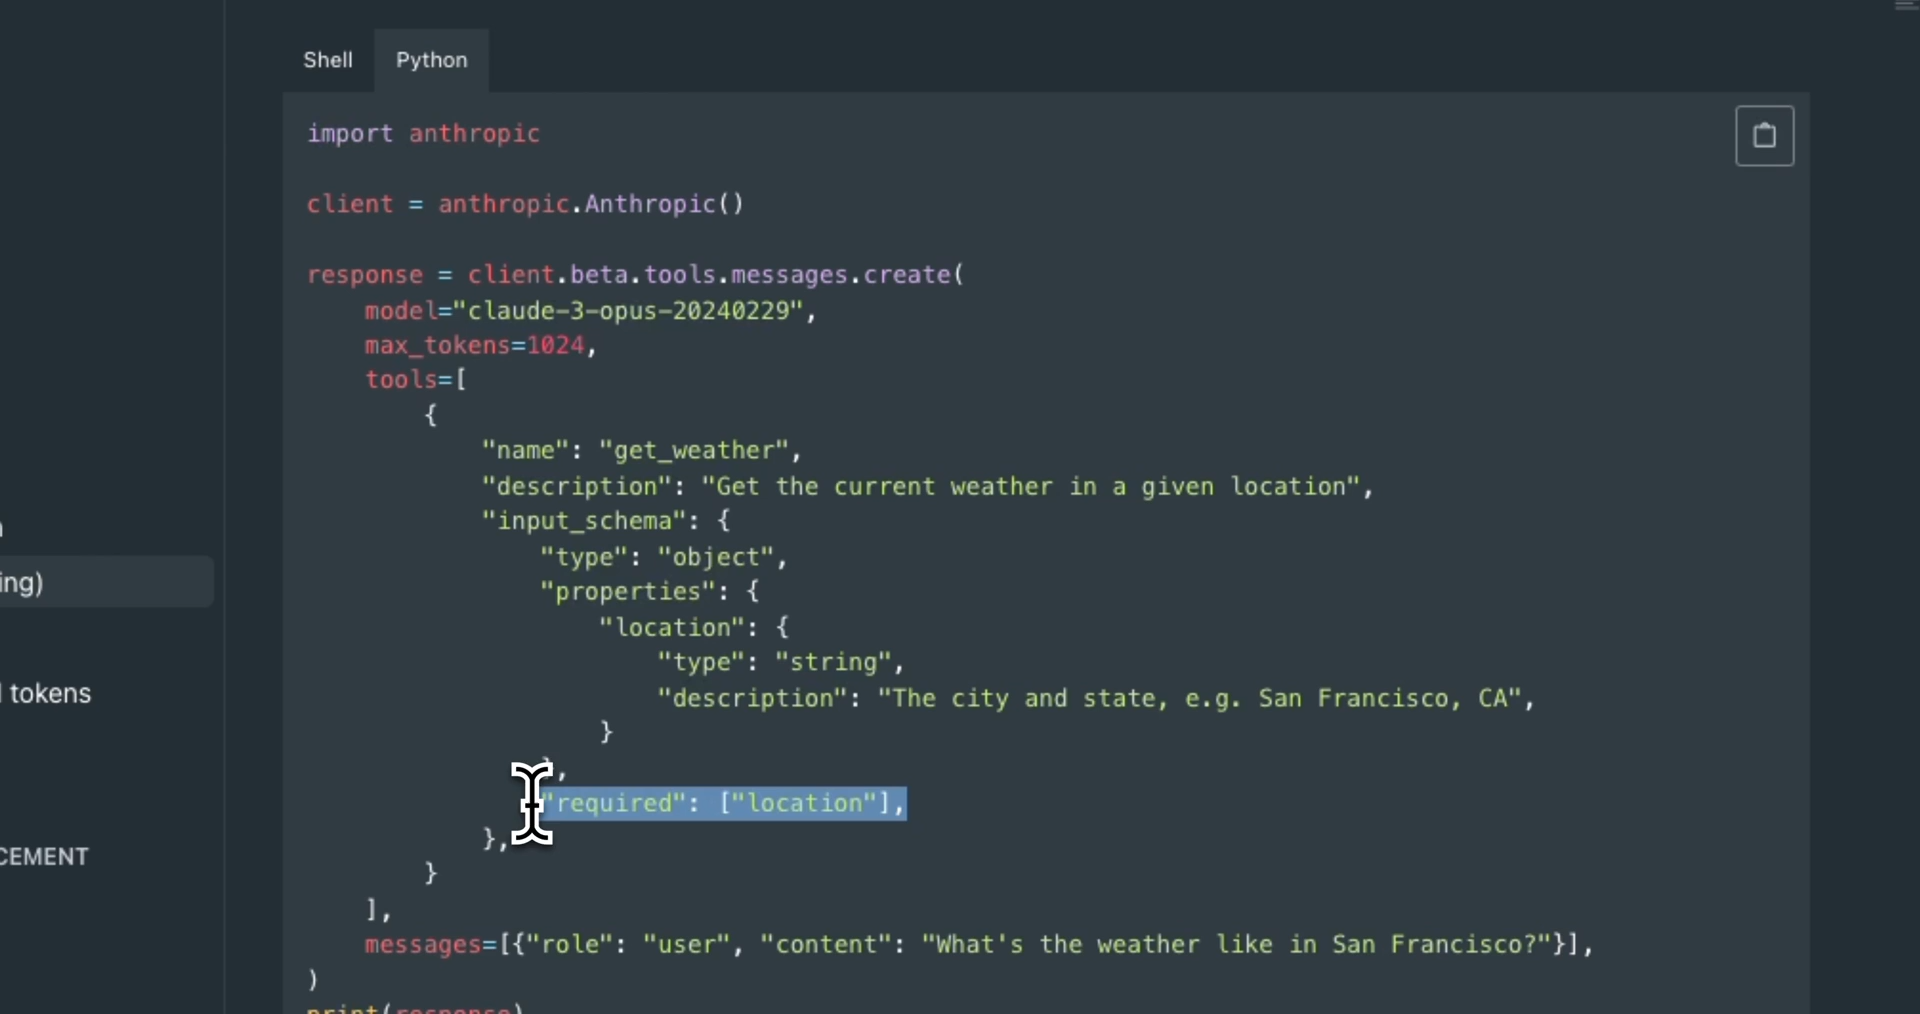 Shell
Python
import anthropic
client = anthropic.Anthropic()
response = client.beta.tools.messages.create(
model="claude-3-opus-20240229",
max_tokens=1024,
tools=[
{
"name": "get_weather",
"description": "Get the current weather in a given location",
"input_schema": {
"type": "object",
"properties": {
"location": {
"type": "string",
"description": "The city and state, e.g. San Francisco, CA",
}
},
"required": ["location"],
},
}
],
messages=[{"role": "user", "content": "What's the weather like in San Francisco?"}],
)
print(response)
ing)
tokens
CEMENT